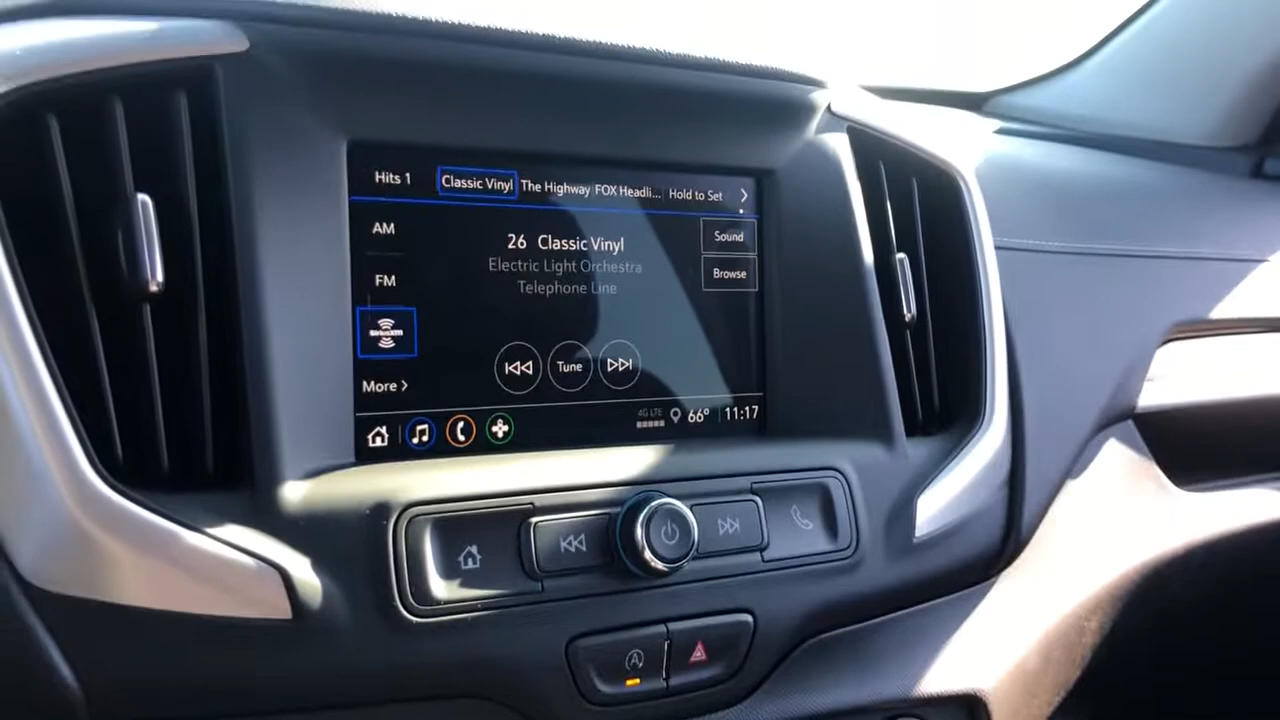 Hits 1
Classic Vinyl
The Highway
FOX Headli...
Hold to Set
AM
26 Classic Vinyl
Sound
Electric Light Orchestra
FM
Browse
Telephone Line
SiriusXM
Tune
More
4G LTE
66° 11:17
A